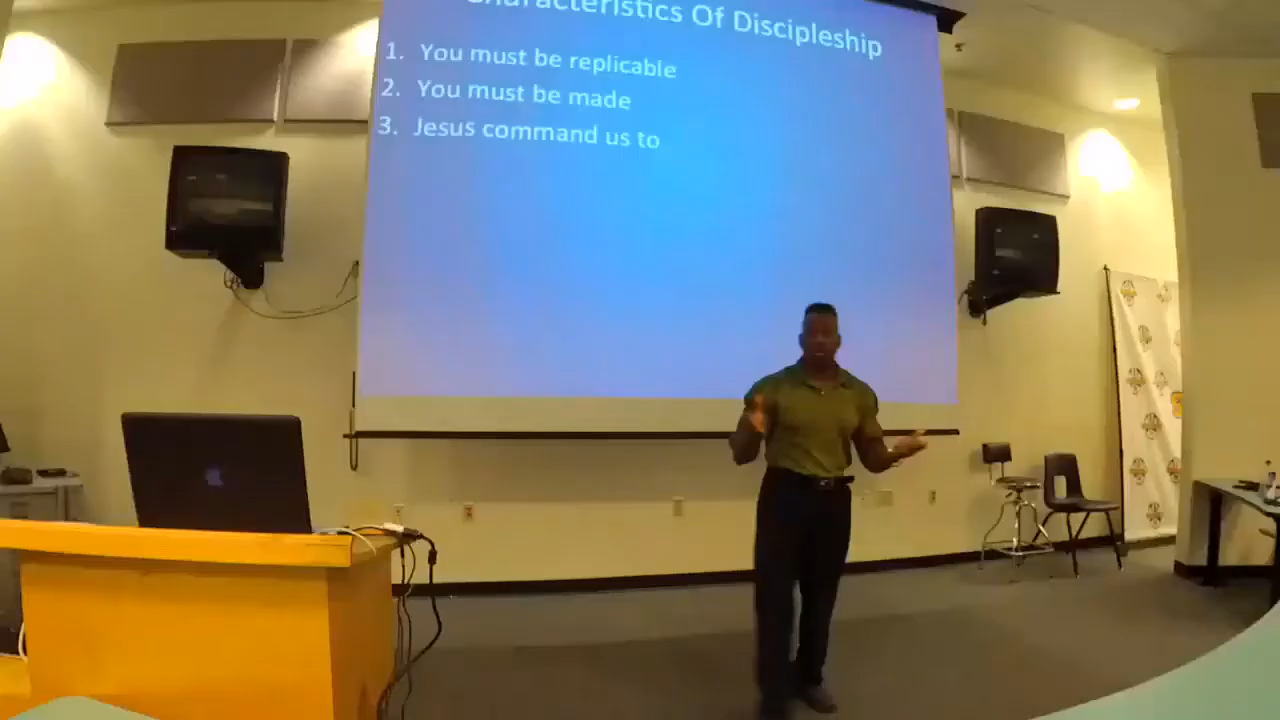 Characteristics Of Discipleship
1. You must be replicable
2. You must be made
3. Jesus command us to